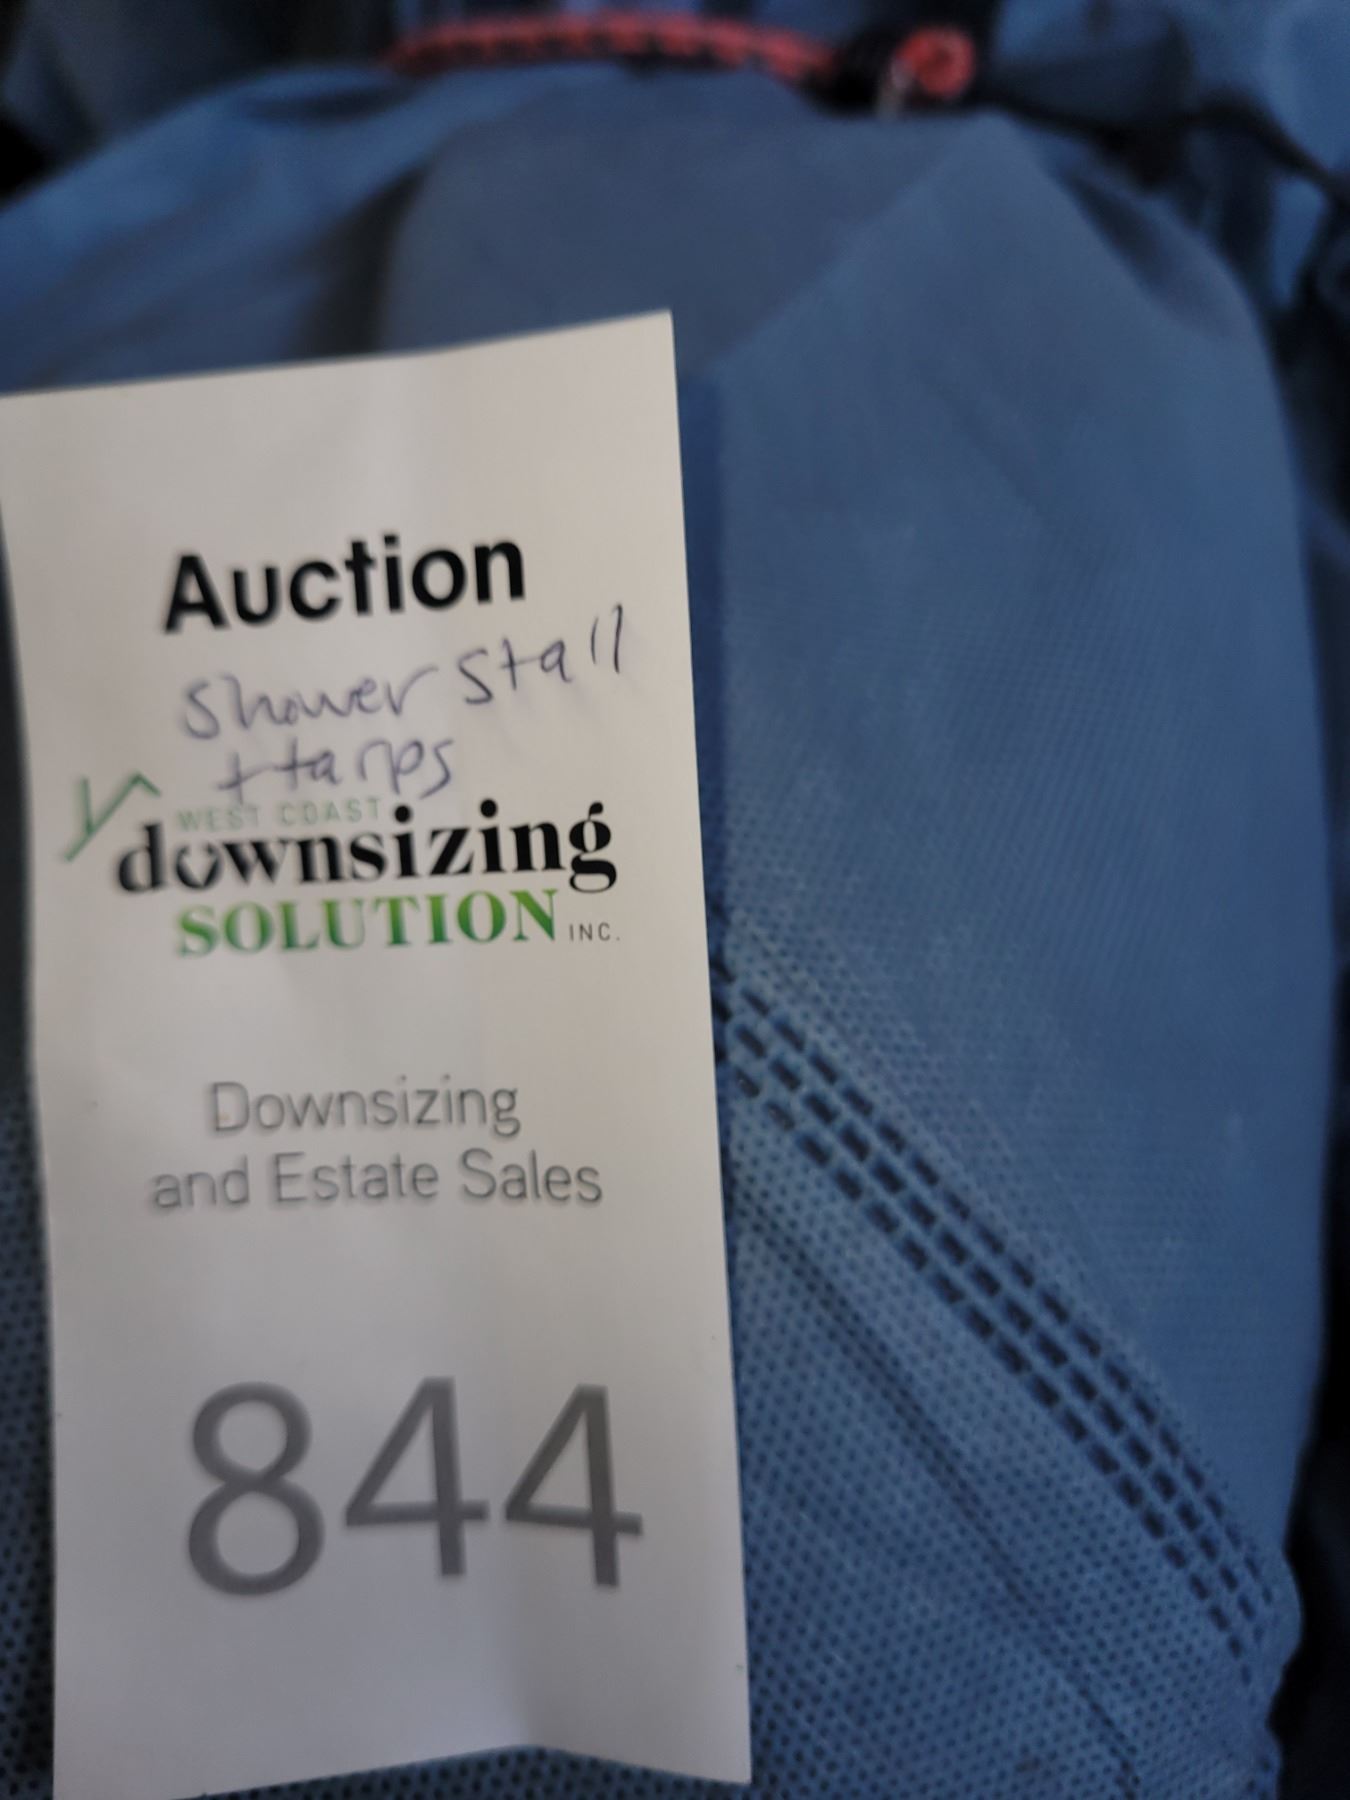 Auction
shower stall
+ tarps
WEST COAST
downsizing
SOLUTION INC.
Downsizing
and Estate Sales
844